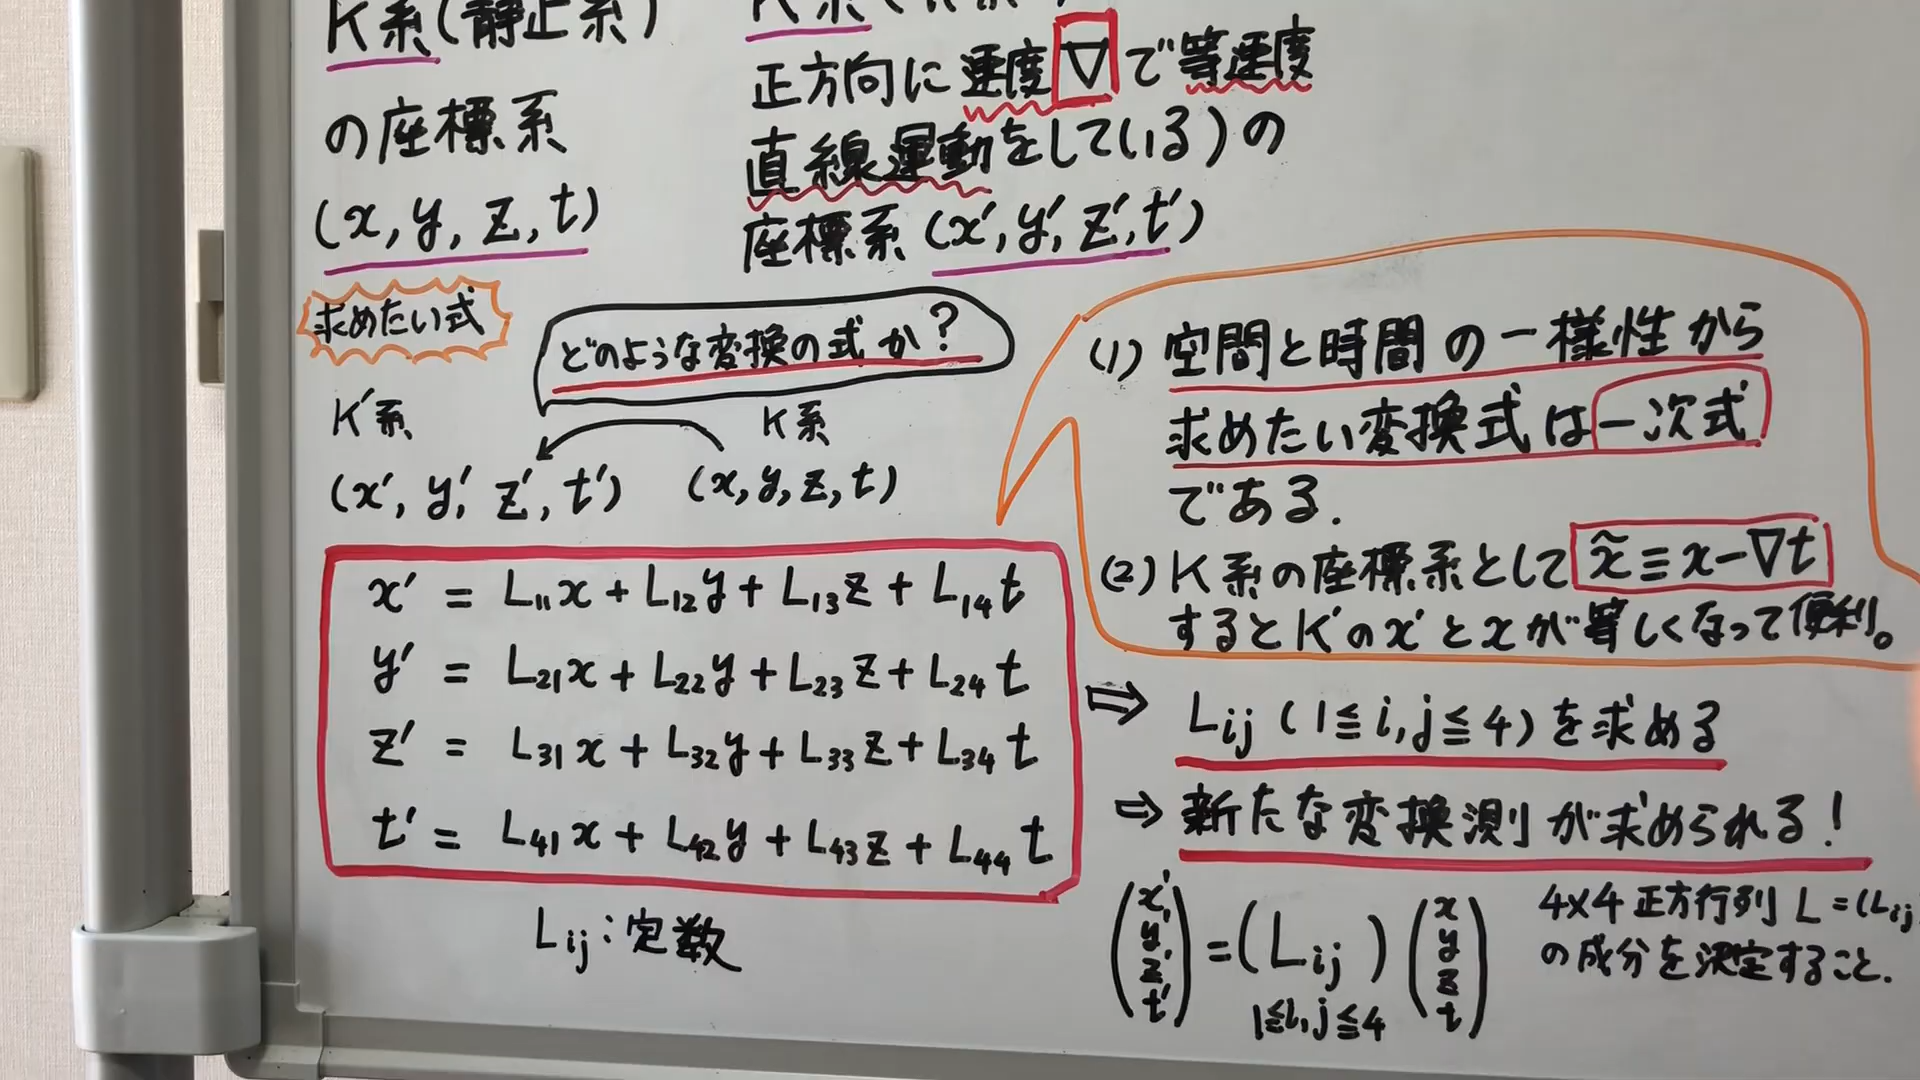 K系(静止系)
の座標系
(x, y, z, t)
正方向に速度▽で等速度
直線運動をしている)の
座標系(x′, y′, z′, t′)
求めたい式
どのような変換の式か?
K′系 K系
(x′, y′, z′, t′) (x, y, z, t)
x′ = L₁₁x + L₁₂y + L₁₃z + L₁₄t
y′ = L₂₁x + L₂₂y + L₂₃z + L₂₄t
z′ = L₃₁x + L₃₂y + L₃₃z + L₃₄t
t′ = L₄₁x + L₄₂y + L₄₃z + L₄₄t
Lij : 定数
(1) 空間と時間の一様性から
求めたい変換式は一次式
である.
(2) K系の座標系として x̃ ≡ x − ▽t
するとK′のx′とxが等しくなって便利。
⇨ Lij (1≦i, j≦4)を求める
⇨ 新たな変換測が求められる!
(x′ y′ z′ t′) = (Lij) (x y z t)
1≦i, j≦4
4×4正方行列 L = (Lij
の成分を決定すること.